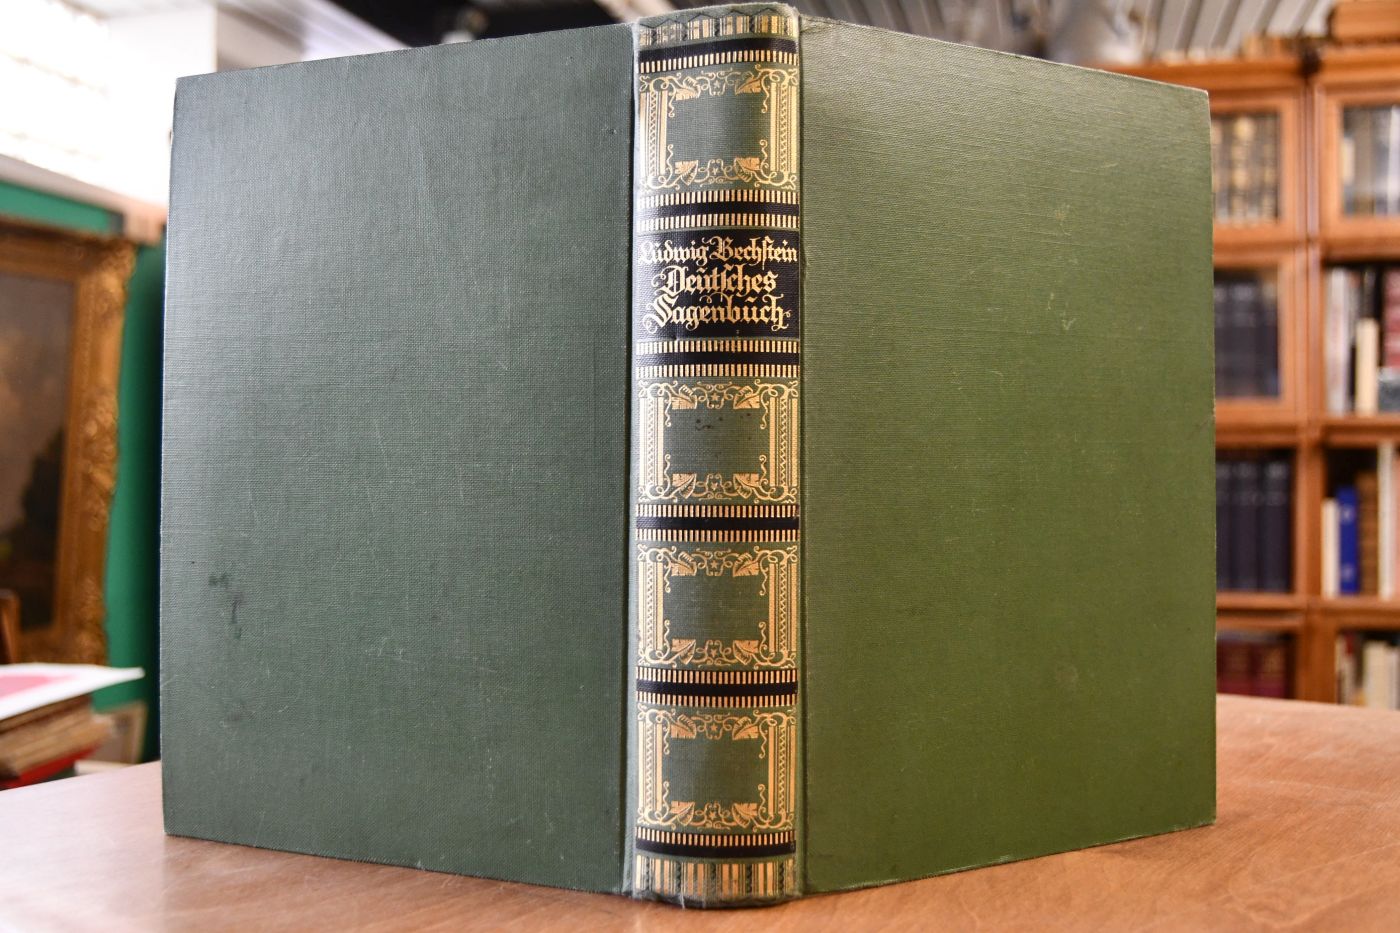 Ludwig Bechstein
Deutsches
Sagenbuch